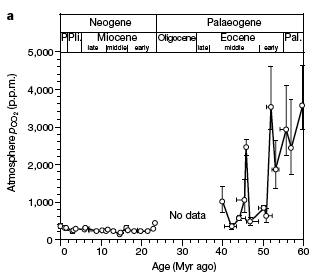 a
Neogene Palaeogene
P Pli. Miocene Oligocene Eocene Pal.
late middle early late middle early
5,000
4,000
3,000
2,000
1,000
0
Atmosphere pCO2 (p.p.m.)
No data
0 10 20 30 40 50 60
Age (Myr ago)